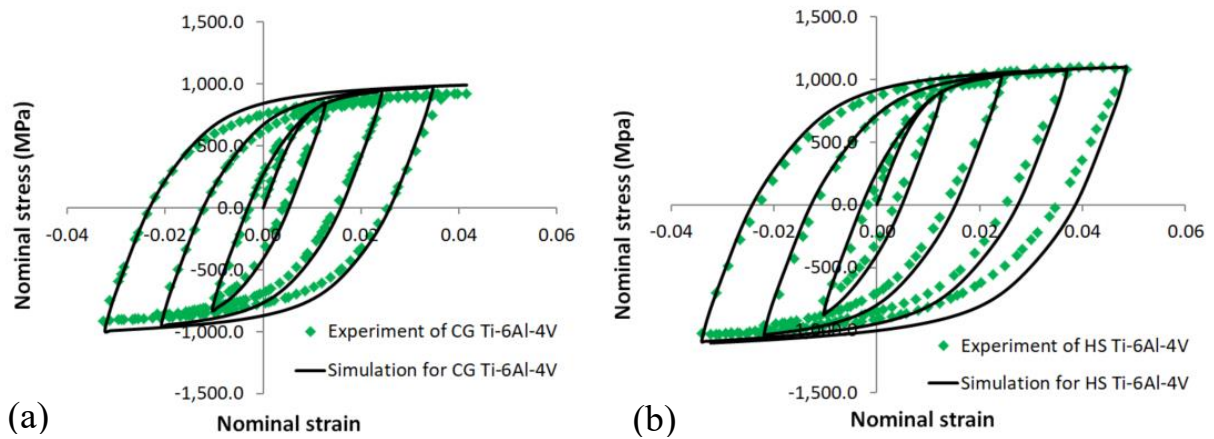 1,500.0
1,000.0
500.0
0.0
-0.04
-0.02
0.00
0.02
0.04
0.06
-500.0
-1,000.0
-1,500.0
Nominal stress (MPa)
Experiment of CG Ti-6Al-4V
Simulation for CG Ti-6Al-4V
(a)
Nominal strain
1,500.0
1,000.0
500.0
0.0
-0.04
-0.02
0.00
0.02
0.04
0.06
-500.0
-1,000.0
-1,500.0
Nominal stress (Mpa)
Experiment of HS Ti-6Al-4V
Simulation for HS Ti-6Al-4V
(b)
Nominal strain